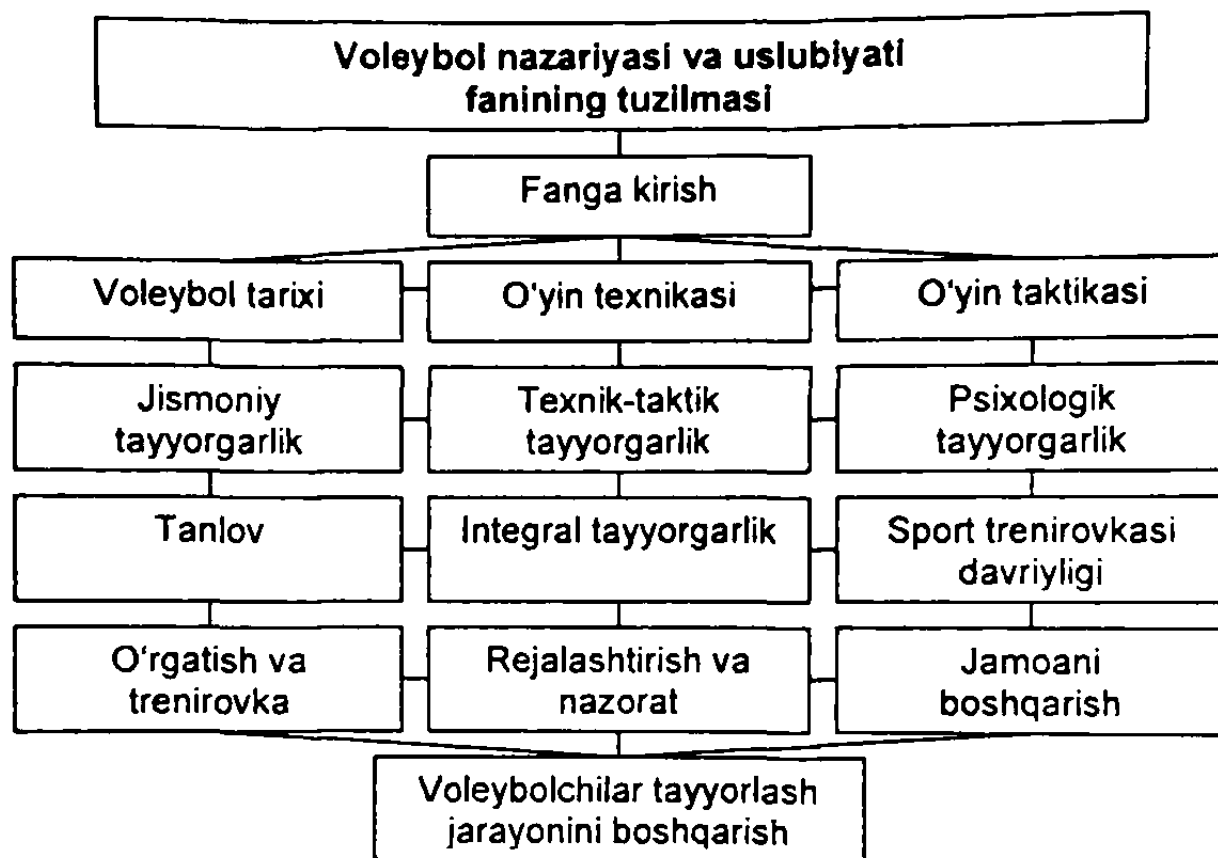 Voleybol nazariyasi va uslubiyati
fanining tuzilmasi
Fanga kirish
Voleybol tarixi
O‘yin texnikasi
O‘yin taktikasi
Jismoniy
tayyorgarlik
Texnik-taktik
tayyorgarlik
Psixologik
tayyorgarlik
Tanlov
Integral tayyorgarlik
Sport trenirovkasi
davriyligi
O‘rgatish va
trenirovka
Rejalashtirish va
nazorat
Jamoani
boshqarish
Voleybolchilar tayyorlash
jarayonini boshqarish